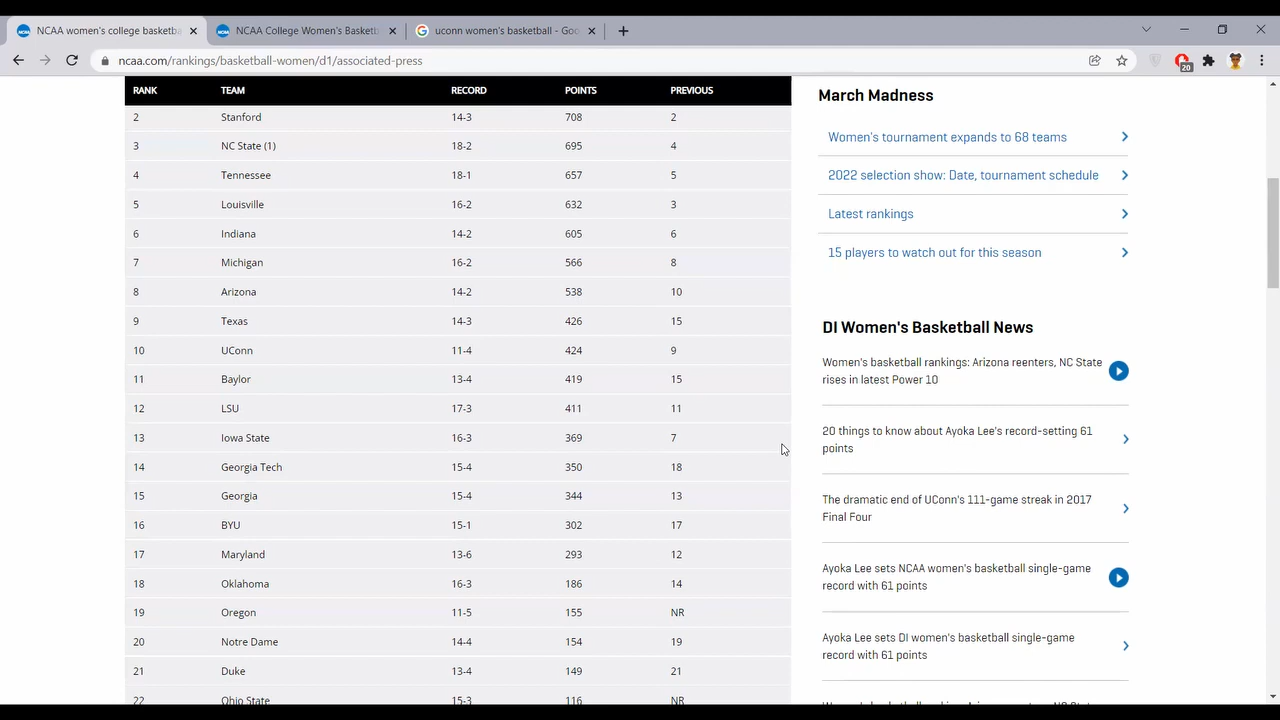 NCAA women's college basketba
NCAA College Women's Basketb
uconn women's basketball - Goo
ncaa.com/rankings/basketball-women/d1/associated-press
20
RANK TEAM RECORD POINTS PREVIOUS
2 Stanford 14-3 708 2
3 NC State (1) 18-2 695 4
4 Tennessee 18-1 657 5
5 Louisville 16-2 632 3
6 Indiana 14-2 605 6
7 Michigan 16-2 566 8
8 Arizona 14-2 538 10
9 Texas 14-3 426 15
10 UConn 11-4 424 9
11 Baylor 13-4 419 15
12 LSU 17-3 411 11
13 Iowa State 16-3 369 7
14 Georgia Tech 15-4 350 18
15 Georgia 15-4 344 13
16 BYU 15-1 302 17
17 Maryland 13-6 293 12
18 Oklahoma 16-3 186 14
19 Oregon 11-5 155 NR
20 Notre Dame 14-4 154 19
21 Duke 13-4 149 21
22 Ohio State 15-3 116 NR
March Madness
Women's tournament expands to 68 teams
2022 selection show: Date, tournament schedule
Latest rankings
15 players to watch out for this season
DI Women's Basketball News
Women's basketball rankings: Arizona reenters, NC State
rises in latest Power 10
20 things to know about Ayoka Lee's record-setting 61
points
The dramatic end of UConn's 111-game streak in 2017
Final Four
Ayoka Lee sets NCAA women's basketball single-game
record with 61 points
Ayoka Lee sets DI women's basketball single-game
record with 61 points